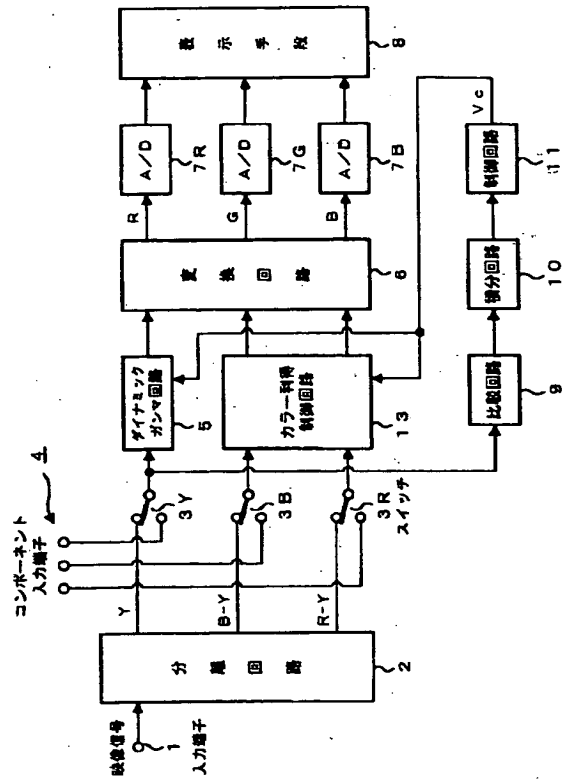 映像信号
1
入力端子
分離回路
2
Y
B-Y
R-Y
コンポーネント
入力端子
4
3Y
3B
3R
スイッチ
ダイナミック
ガンマ回路
5
カラー利得
制御回路
13
変換回路
6
R
G
B
A/D
7R
A/D
7G
A/D
7B
表示手段
8
比較回路
9
積分回路
10
制御回路
11
Vc